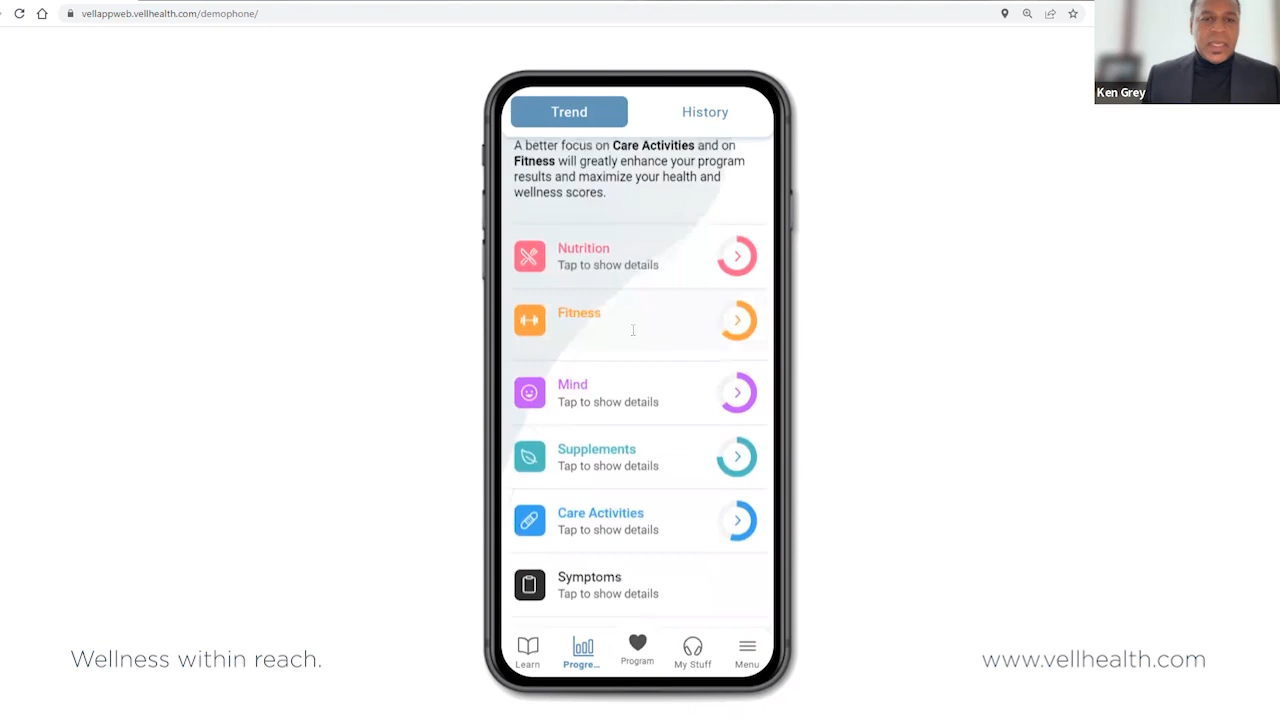 vellappweb.vellhealth.com/demophone/
Ken Grey
Trend
History
A better focus on Care Activities and on
Fitness will greatly enhance your program
results and maximize your health and
wellness scores.
Nutrition
Tap to show details
Fitness
Mind
Tap to show details
Supplements
Tap to show details
Care Activities
Tap to show details
Symptoms
Tap to show details
Learn
Progre...
Program
My Stuff
Menu
Wellness within reach.
www.vellhealth.com